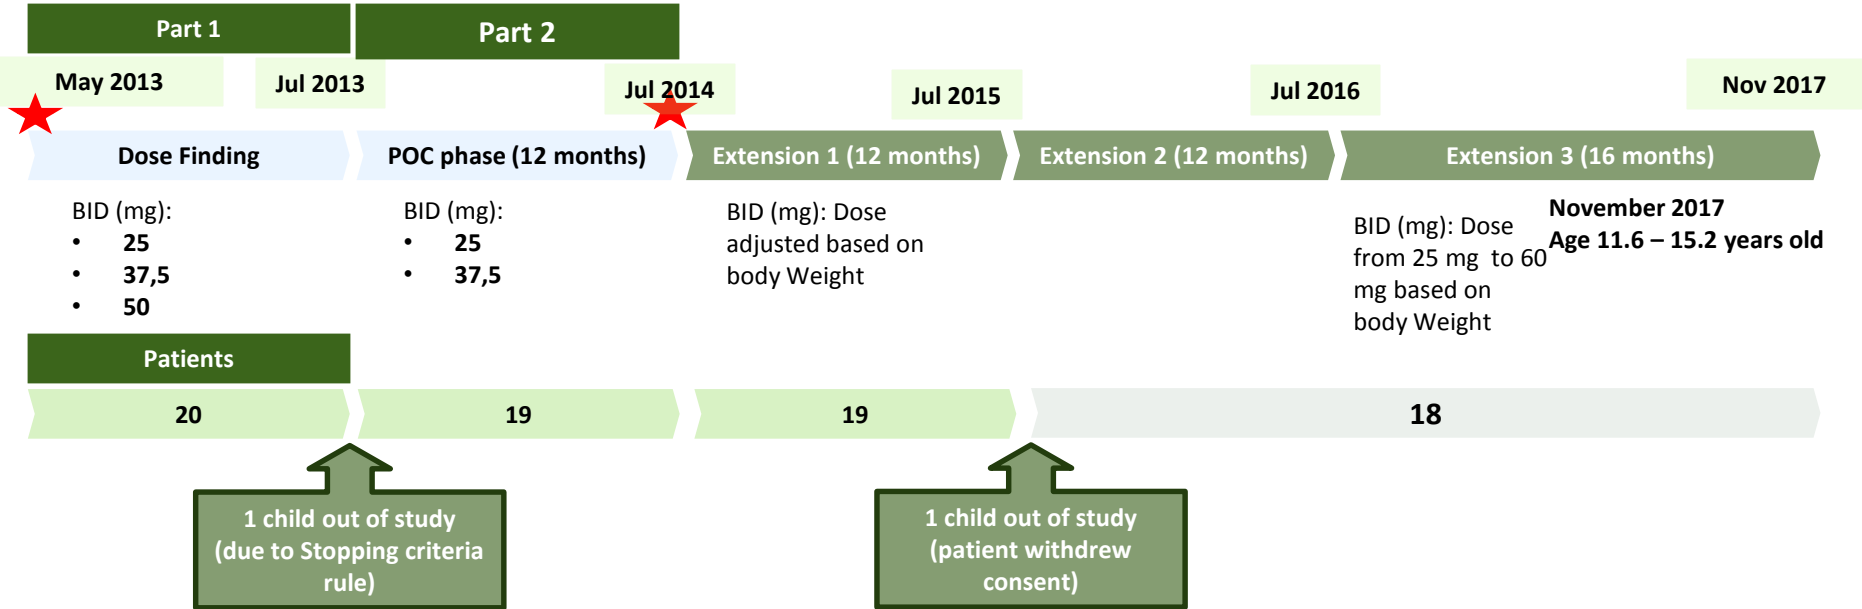 Part 1
Part 2
May 2013
Jul 2013
Jul 2014
Jul 2015
Jul 2016
Nov 2017
Dose Finding
POC phase (12 months)
Extension 1 (12 months)
Extension 2 (12 months)
Extension 3 (16 months)
BID (mg):
• 25
• 37,5
• 50
BID (mg):
• 25
• 37,5
BID (mg): Dose
adjusted based on
body Weight
BID (mg): Dose
from 25 mg to 60
mg based on
body Weight
November 2017
Age 11.6 – 15.2 years old
Patients
20
19
19
18
1 child out of study
(due to Stopping criteria
rule)
1 child out of study
(patient withdrew
consent)